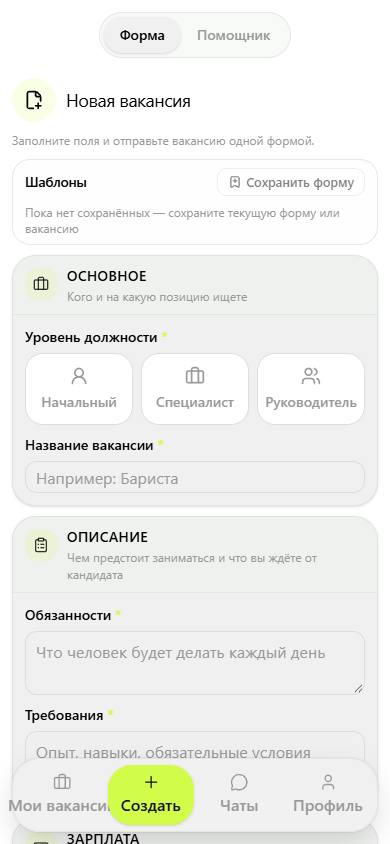 Форма Помощник
Новая вакансия
Заполните поля и отправьте вакансию одной формой.
Шаблоны Сохранить форму
Пока нет сохранённых — сохраните текущую форму или
вакансию
ОСНОВНОЕ
Кого и на какую позицию ищете
Уровень должности *
Начальный Специалист Руководитель
Название вакансии *
Например: Бариста
ОПИСАНИЕ
Чем предстоит заниматься и что вы ждёте от
кандидата
Обязанности *
Что человек будет делать каждый день
Требования *
Опыт, навыки, обязательные условия
Мои вакансии Создать Чаты Профиль
ЗАРПЛАТА